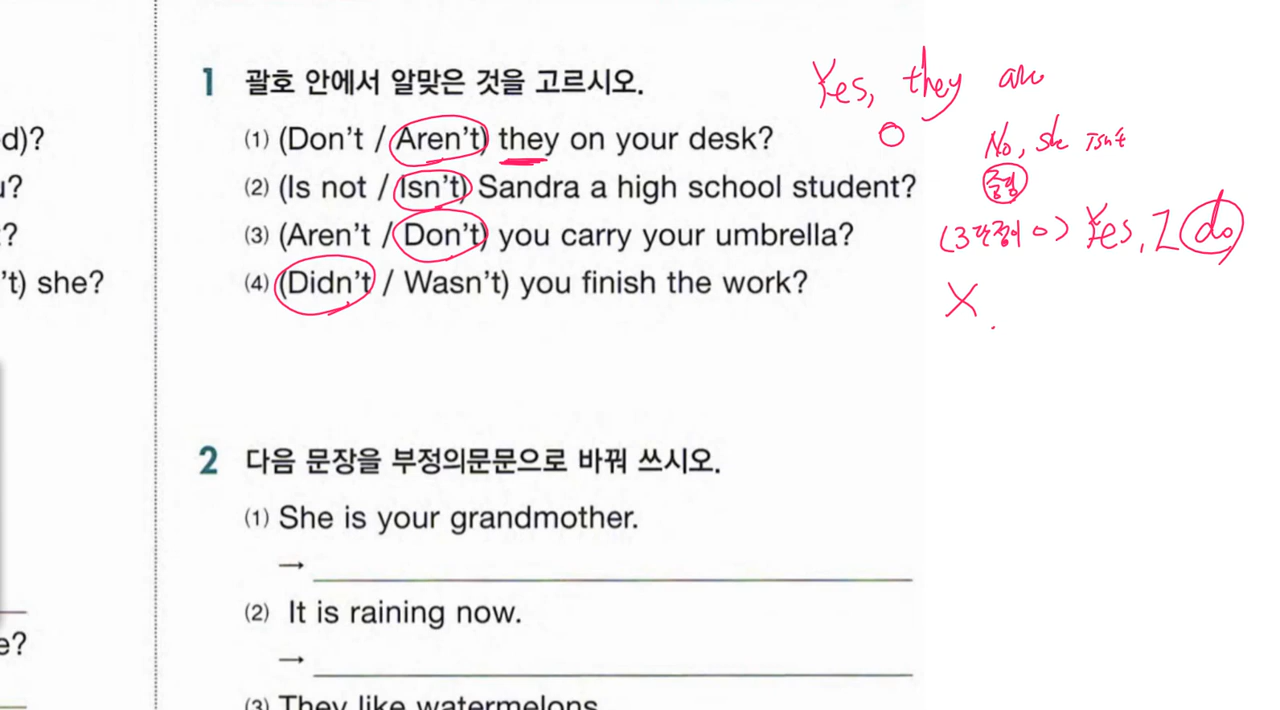 1 괄호 안에서 알맞은 것을 고르시오.
(1) (Don't / Aren't) they on your desk?
(2) (Is not / Isn't) Sandra a high school student?
(3) (Aren't / Don't) you carry your umbrella?
(4) (Didn't / Wasn't) you finish the work?
Yes, they are
O
No, she isn't
Yes, I do
X
2 다음 문장을 부정의문문으로 바꿔 쓰시오.
(1) She is your grandmother.
→
(2) It is raining now.
→
(3) They like watermelons.
d)?
?
't) she?
e?